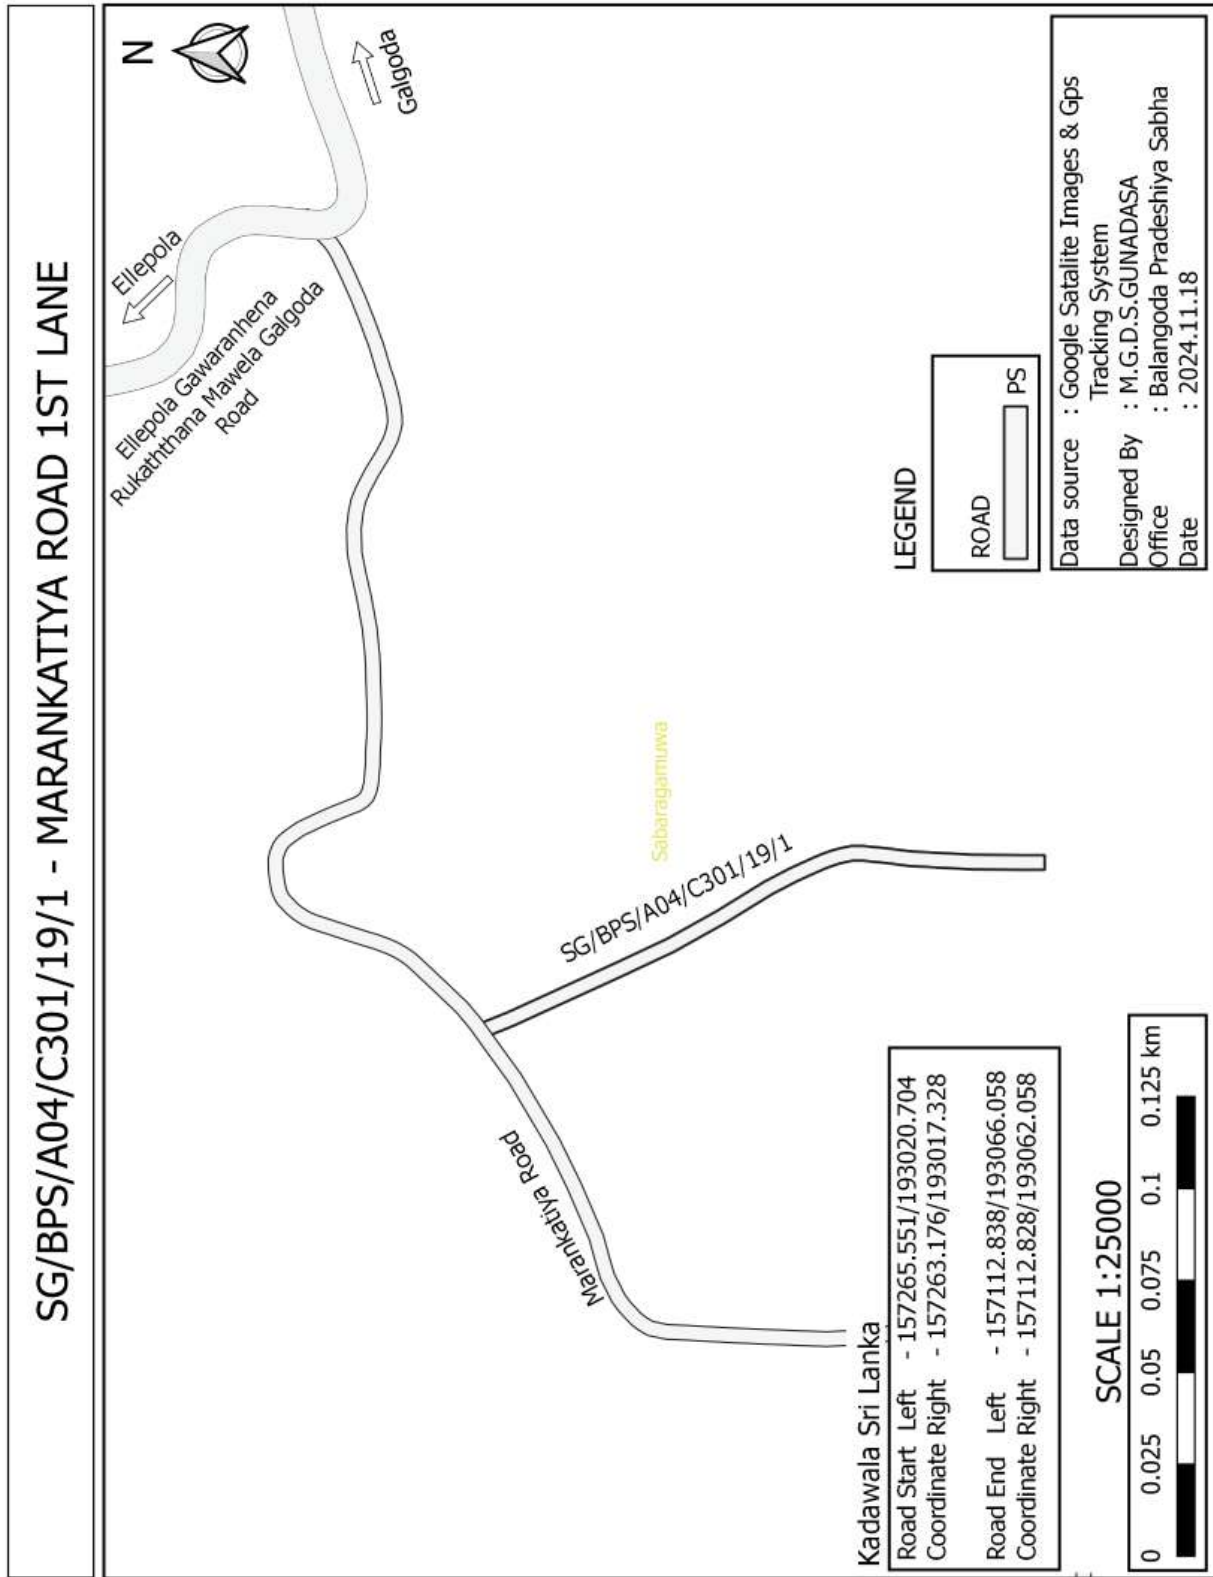 SG/BPS/A04/C301/19/1 - MARANKATIYA ROAD 1ST LANE
N
Ellepola
Galgoda
Ellepola Gawaranhena
Rukaththana Mawela Galgoda
Road
Sabaragamuwa
SG/BPS/A04/C301/19/1
Marankatiya Road
Kadawala Sri Lanka
Road Start Left - 157265.551/193020.704
Coordinate Right - 157263.176/193017.328
Road End Left - 157112.838/193066.058
Coordinate Right - 157112.828/193062.058
SCALE 1:25000
0 0.025 0.05 0.075 0.1 0.125 km
LEGEND
ROAD
PS
Data source : Google Satalite Images & Gps
Tracking System
Designed By : M.G.D.S.GUNADASA
Office : Balangoda Pradeshiya Sabha
Date : 2024.11.18